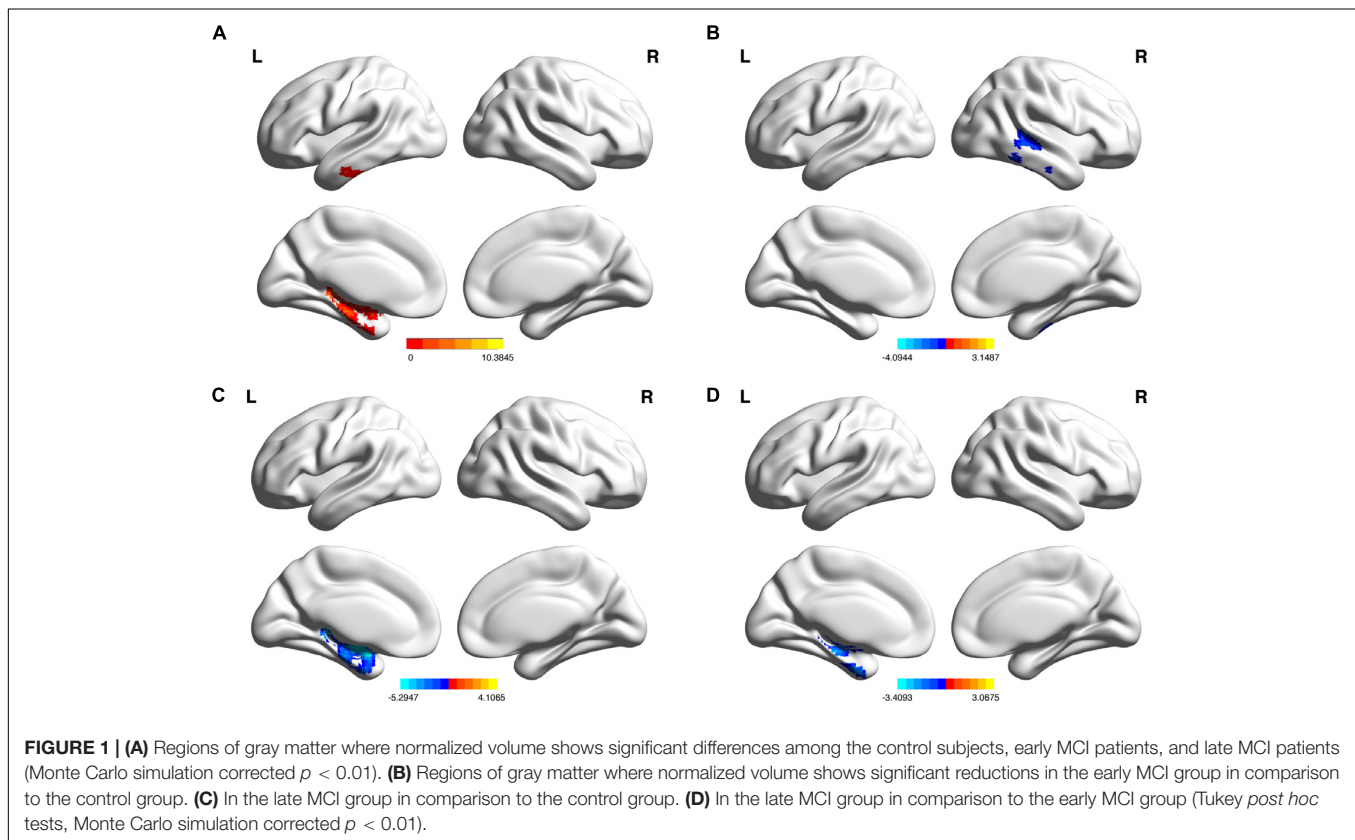 A
B
L
R
L
R
0
10.3845
-4.0944
3.1487
C
L
R
D
L
R
-5.2947
4.1065
-3.4093
3.0675
FIGURE 1 | (A) Regions of gray matter where normalized volume shows significant differences among the control subjects, early MCI patients, and late MCI patients
(Monte Carlo simulation corrected p < 0.01). (B) Regions of gray matter where normalized volume shows significant reductions in the early MCI group in comparison
to the control group. (C) In the late MCI group in comparison to the control group. (D) In the late MCI group in comparison to the early MCI group (Tukey post hoc
tests, Monte Carlo simulation corrected p < 0.01).